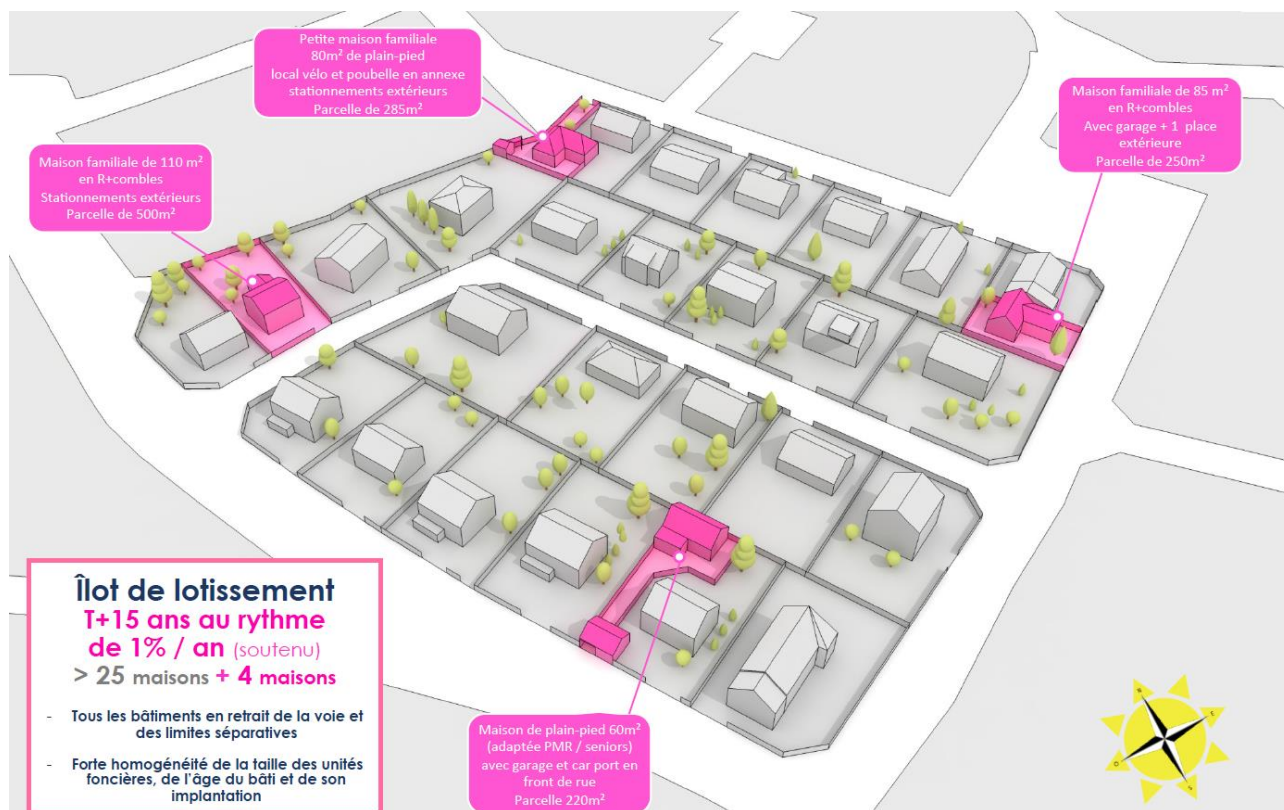 Petite maison familiale
80m² de plain-pied
local vélo et poubelle en annexe
stationnements extérieurs
Parcelle de 285m²
Maison familiale de 85 m²
en R+combles
Avec garage + 1 place
extérieure
Parcelle de 250m²
Maison familiale de 110 m²
en R+combles
Stationnements extérieurs
Parcelle de 500m²
Îlot de lotissement
T+15 ans au rythme
de 1% / an (soutenu)
> 25 maisons + 4 maisons
- Tous les bâtiments en retrait de la voie et
des limites séparatives
- Forte homogénéité de la taille des unités
foncières, de l'âge du bâti et de son
implantation
Maison de plain-pied 60m²
(adaptée PMR / seniors)
avec garage et car port en
front de rue
Parcelle 220m²